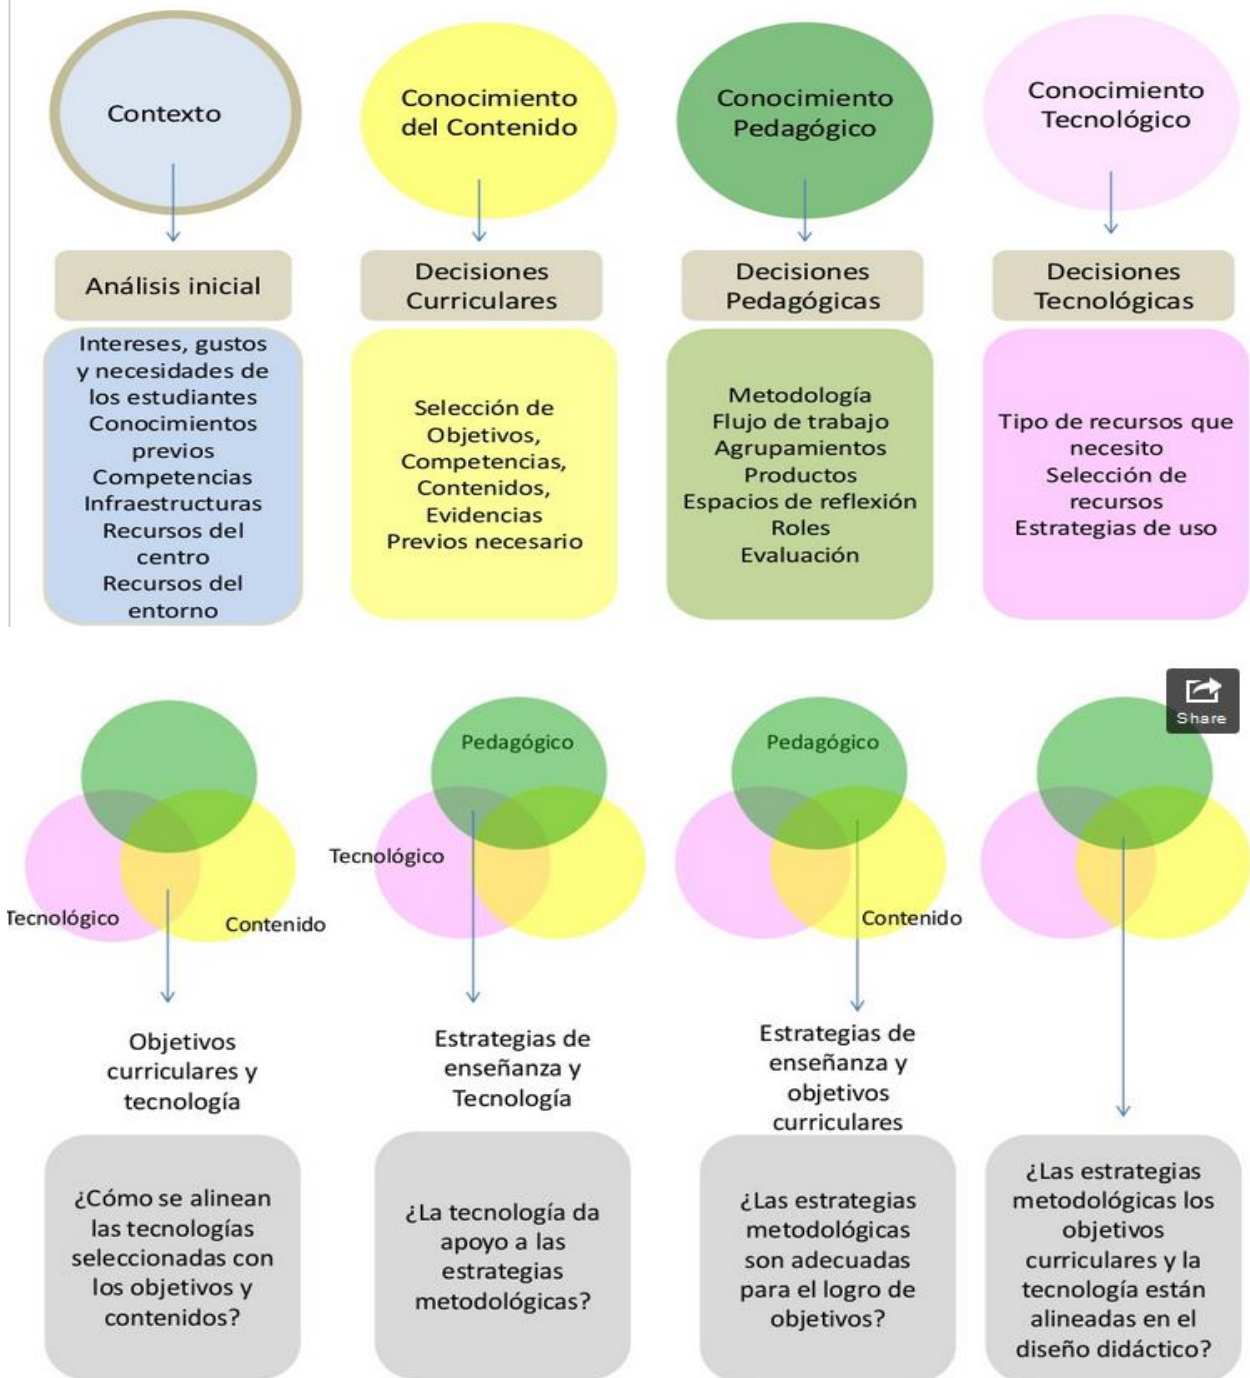 Contexto
Conocimiento
del Contenido
Conocimiento
Pedagógico
Conocimiento
Tecnológico
Análisis inicial
Decisiones
Curriculares
Decisiones
Pedagógicas
Decisiones
Tecnológicas
Intereses, gustos
y necesidades de
los estudiantes
Conocimientos
previos
Competencias
Infraestructuras
Recursos del
centro
Recursos del
entorno
Selección de
Objetivos,
Competencias,
Contenidos,
Evidencias
Previos necesario
Metodología
Flujo de trabajo
Agrupamientos
Productos
Espacios de reflexión
Roles
Evaluación
Tipo de recursos que
necesito
Selección de
recursos
Estrategias de uso
Share
Tecnológico
Contenido
Pedagógico
Tecnológico
Pedagógico
Contenido
Objetivos
curriculares y
tecnología
Estrategias de
enseñanza y
Tecnología
Estrategias de
enseñanza y
objetivos
curriculares
¿Cómo se alinean
las tecnologías
seleccionadas con
los objetivos y
contenidos?
¿La tecnología da
apoyo a las
estrategias
metodológicas?
¿Las estrategias
metodológicas
son adecuadas
para el logro de
objetivos?
¿Las estrategias
metodológicas los
objetivos
curriculares y la
tecnología están
alineadas en el
diseño didáctico?